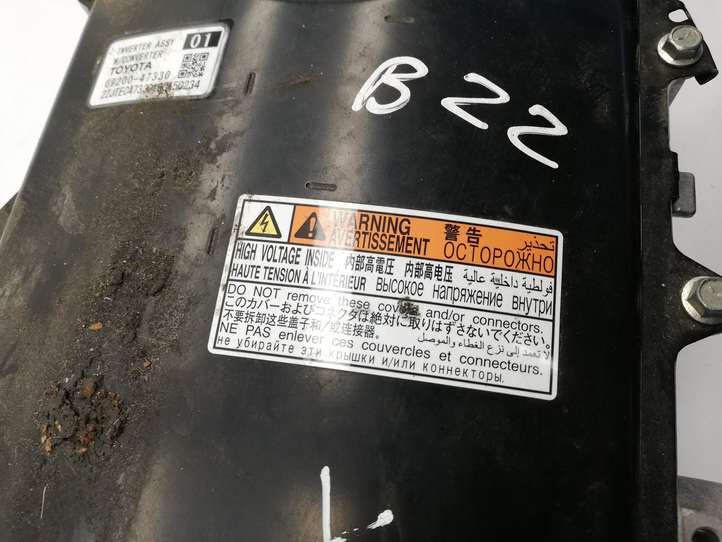 INVERTER ASSY
W/CONVERTER
01
TOYOTA
G9200-47330
B22
WARNING 警告 تحذير
AVERTISSEMENT ОСТОРОЖНО
HIGH VOLTAGE INSIDE 内部高電圧 内部高电压 فولطية داخلية عالية
HAUTE TENSION À L'INTÉRIEUR Высокое напряжение внутри
DO NOT remove these covers and/or connectors.
このカバーおよびコネクタは絶対に取りはずさないでください。
不要拆卸这些盖子和/或连接器. لا تعمد إلى نزع الغطاء والموصل
NE PAS enlever ces couvercles et connecteurs.
не убирайте эти крышки и/или коннекторы.